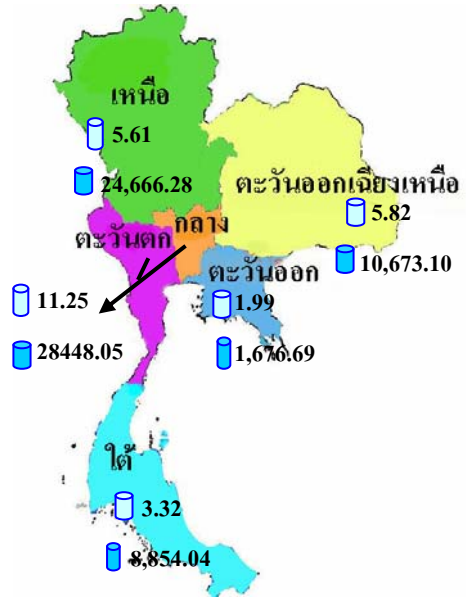 เหนือ
5.61
24,666.28
ตะวันออกเฉียงเหนือ
5.82
10,673.10
ตะวันตก
กลาง
ตะวันออก
11.25
1.99
28448.05
1,676.69
ใต้
3.32
8,854.04